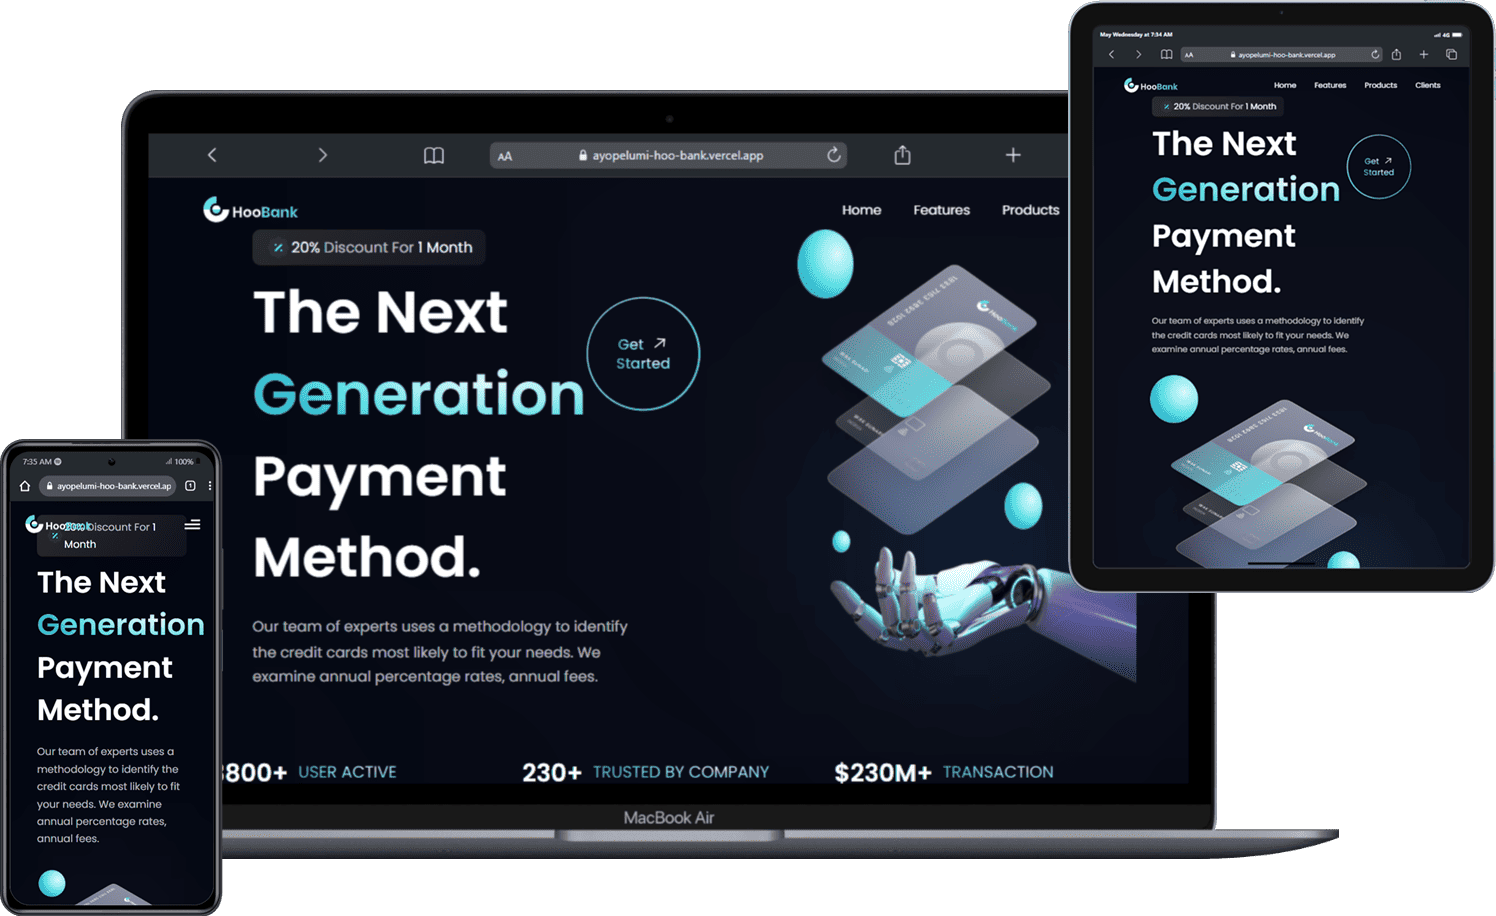 ayopelumi-hoo-bank.vercel.app
AA
HooBank
Home
Features
Products
20% Discount For 1 Month
The Next
Generation
Payment
Method.
Get
Started
Our team of experts uses a methodology to identify
the credit cards most likely to fit your needs. We
examine annual percentage rates, annual fees.
HooBank
800+ USER ACTIVE
230+ TRUSTED BY COMPANY
$230M+ TRANSACTION
MacBook Air
May Wednesday at 7:34 AM
4G
AA
ayopelumi-hoo-bank.vercel.app
HooBank
Home
Features
Products
Clients
20% Discount For 1 Month
The Next
Generation
Payment
Method.
Get
Started
Our team of experts uses a methodology to identify
the credit cards most likely to fit your needs. We
examine annual percentage rates, annual fees.
HooBank
7:35 AM
100%
ayopelumi-hoo-bank.vercel.ap
1
HooBank
20% Discount For 1
Month
The Next
Generation
Payment
Method.
Our team of experts uses a
methodology to identify the
credit cards most likely to fit
your needs. We examine
annual percentage rates,
annual fees.